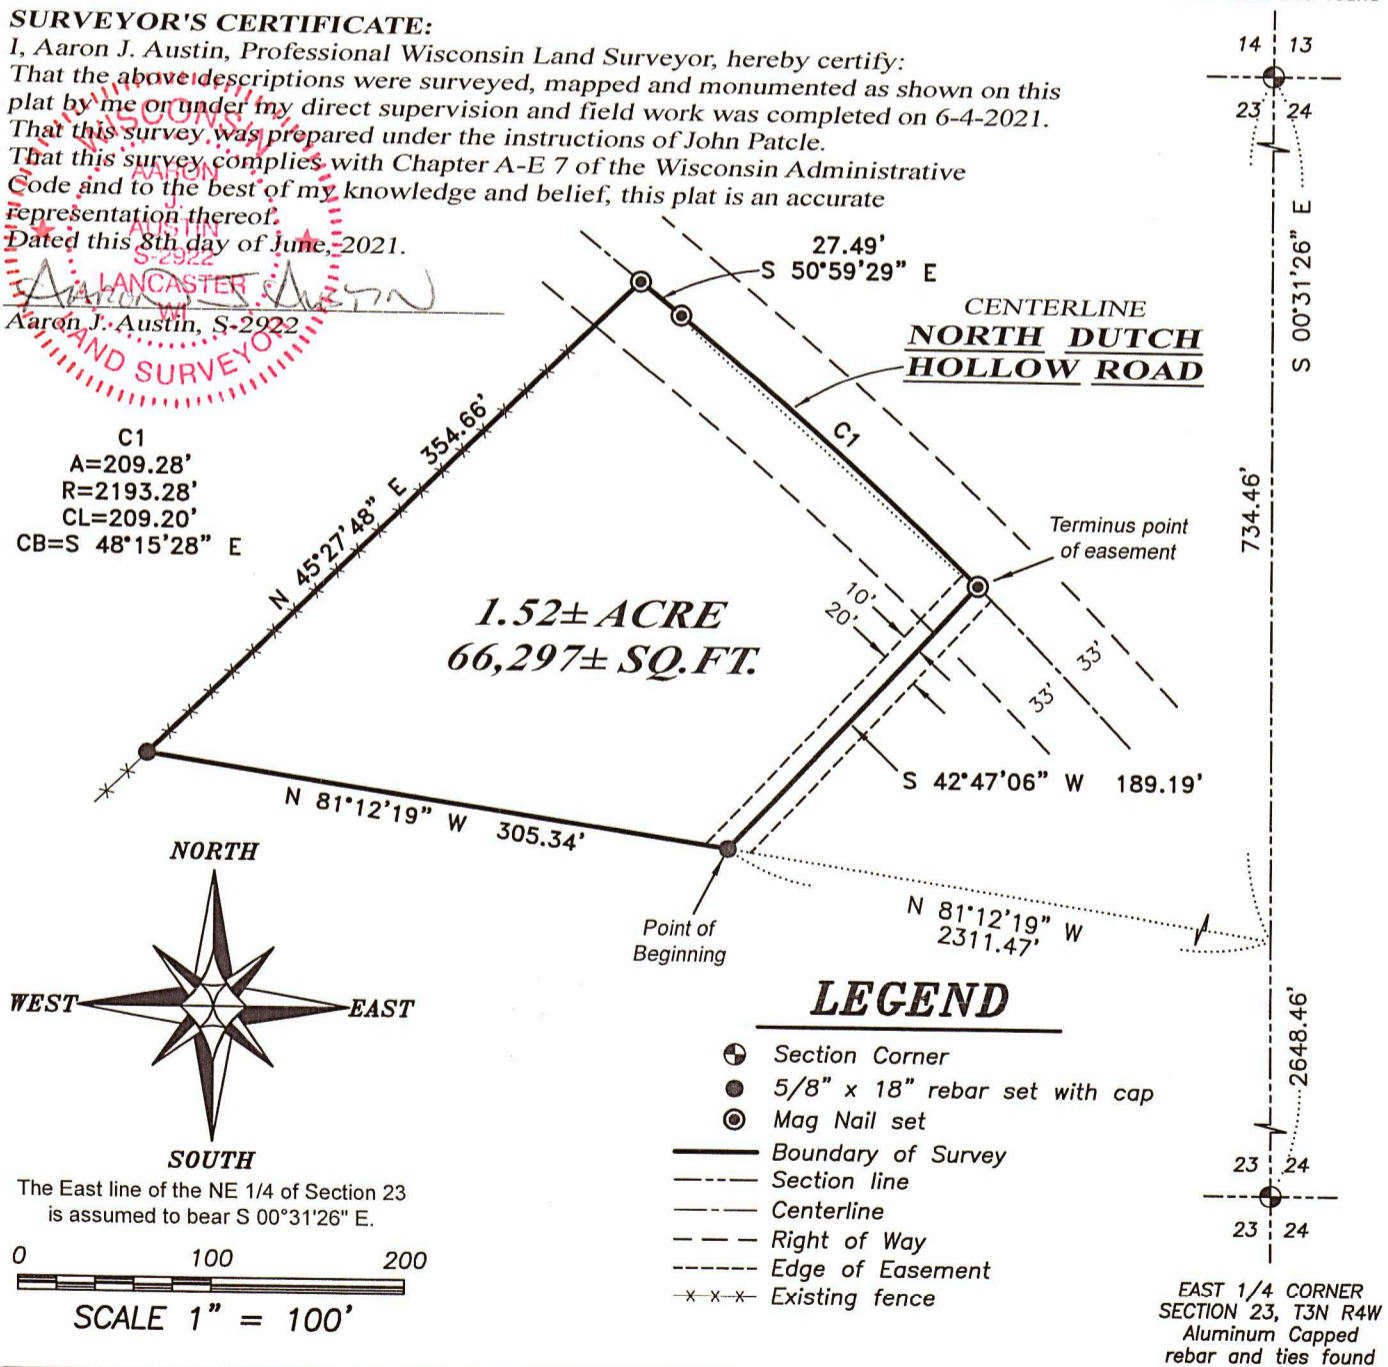 SURVEYOR'S CERTIFICATE:
I, Aaron J. Austin, Professional Wisconsin Land Surveyor, hereby certify:
That the above descriptions were surveyed, mapped and monumented as shown on this
plat by me or under my direct supervision and field work was completed on 6-4-2021.
That this survey was prepared under the instructions of John Patcle.
That this survey complies with Chapter A-E 7 of the Wisconsin Administrative
Code and to the best of my knowledge and belief, this plat is an accurate
representation thereof.
Dated this 8th day of June, 2021.
Aaron J Austin
Aaron J. Austin, S-2922
WISCONSIN
AARON
J.
AUSTIN
S-2922
LANCASTER
WI
LAND SURVEYOR
14 13
23 24
S 00°31'26" E
27.49'
S 50°59'29" E
CENTERLINE
NORTH DUTCH
HOLLOW ROAD
C1
A=209.28'
R=2193.28'
CL=209.20'
CB=S 48°15'28" E
N 45°27'48" E 354.66'
C1
734.46'
Terminus point
of easement
10'
20'
1.52± ACRE
66,297± SQ.FT.
33'
33'
S 42°47'06" W 189.19'
N 81°12'19" W 305.34'
Point of
Beginning
N 81°12'19" W
2311.47'
NORTH
WEST
EAST
SOUTH
The East line of the NE 1/4 of Section 23
is assumed to bear S 00°31'26" E.
0 100 200
SCALE 1" = 100'
LEGEND
Section Corner
5/8" x 18" rebar set with cap
Mag Nail set
Boundary of Survey
Section line
Centerline
Right of Way
Edge of Easement
x-x-x Existing fence
2648.46'
23 24
23 24
EAST 1/4 CORNER
SECTION 23, T3N R4W
Aluminum Capped
rebar and ties found